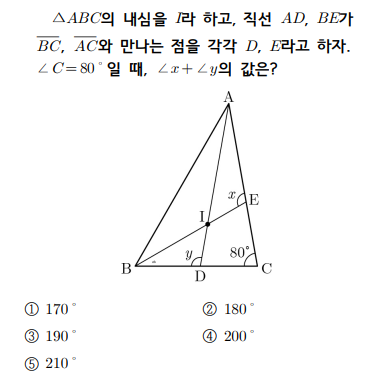 △ABC의 내심을 I라 하고, 직선 AD, BE가
BC, AC와 만나는 점을 각각 D, E라고 하자.
∠C=80°일 때, ∠x+∠y의 값은?
A
x
E
I
y
80°
B
D
C
① 170°
② 180°
③ 190°
④ 200°
⑤ 210°